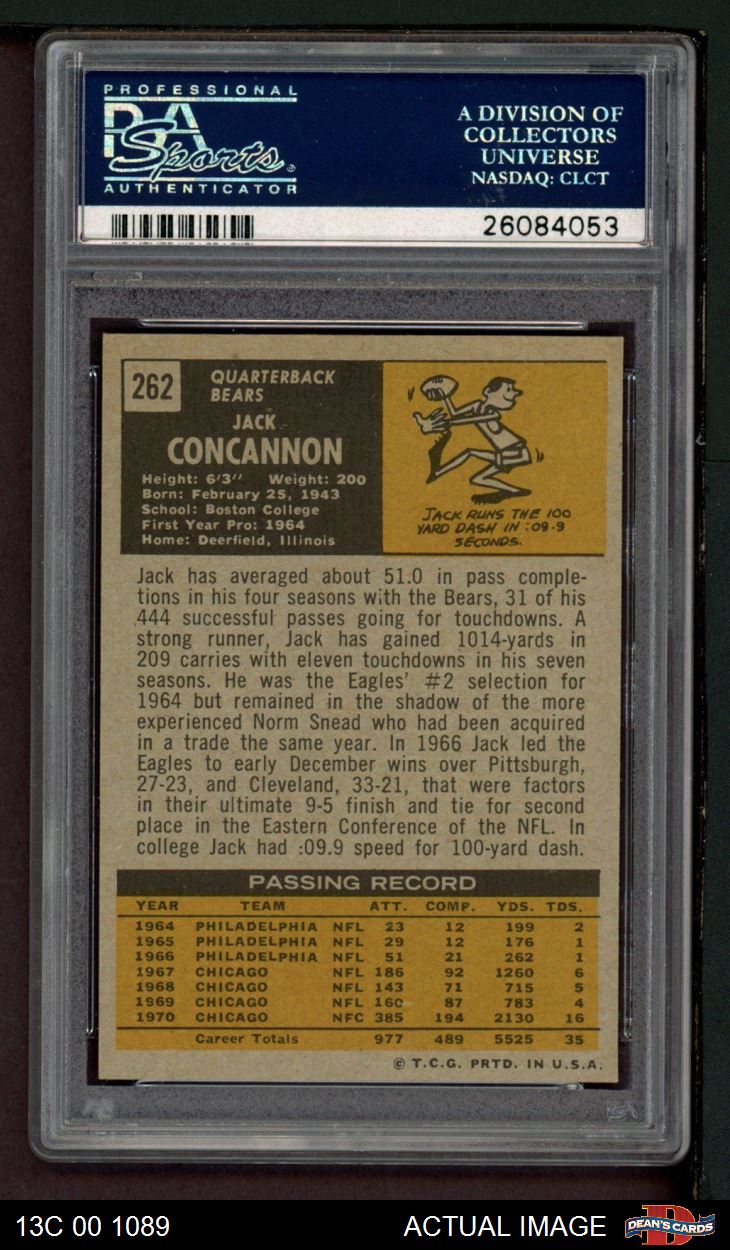 PROFESSIONAL
PSA
Sports
AUTHENTICATOR
A DIVISION OF
COLLECTORS
UNIVERSE
NASDAQ: CLCT
26084053
262
QUARTERBACK
BEARS
JACK
CONCANNON
Height: 6'3" Weight: 200
Born: February 25, 1943
School: Boston College
First Year Pro: 1964
Home: Deerfield, Illinois
JACK RUNS THE 100
YARD DASH IN :09.9
SECONDS.
Jack has averaged about 51.0 in pass comple-
tions in his four seasons with the Bears, 31 of his
444 successful passes going for touchdowns. A
strong runner, Jack has gained 1014-yards in
209 carries with eleven touchdowns in his seven
seasons. He was the Eagles' #2 selection for
1964 but remained in the shadow of the more
experienced Norm Snead who had been acquired
in a trade the same year. In 1966 Jack led the
Eagles to early December wins over Pittsburgh,
27-23, and Cleveland, 33-21, that were factors
in their ultimate 9-5 finish and tie for second
place in the Eastern Conference of the NFL. In
college Jack had :09.9 speed for 100-yard dash.
PASSING RECORD
YEAR TEAM ATT. COMP. YDS. TDS.
1964 PHILADELPHIA NFL 23 12 199 2
1965 PHILADELPHIA NFL 29 12 176 1
1966 PHILADELPHIA NFL 51 21 262 1
1967 CHICAGO NFL 186 92 1260 6
1968 CHICAGO NFL 143 71 715 5
1969 CHICAGO NFL 160 87 783 4
1970 CHICAGO NFC 385 194 2130 16
Career Totals 977 489 5525 35
© T.C.G. PRTD. IN U.S.A.
13C 00 1089
ACTUAL IMAGE
DEAN'S CARDS